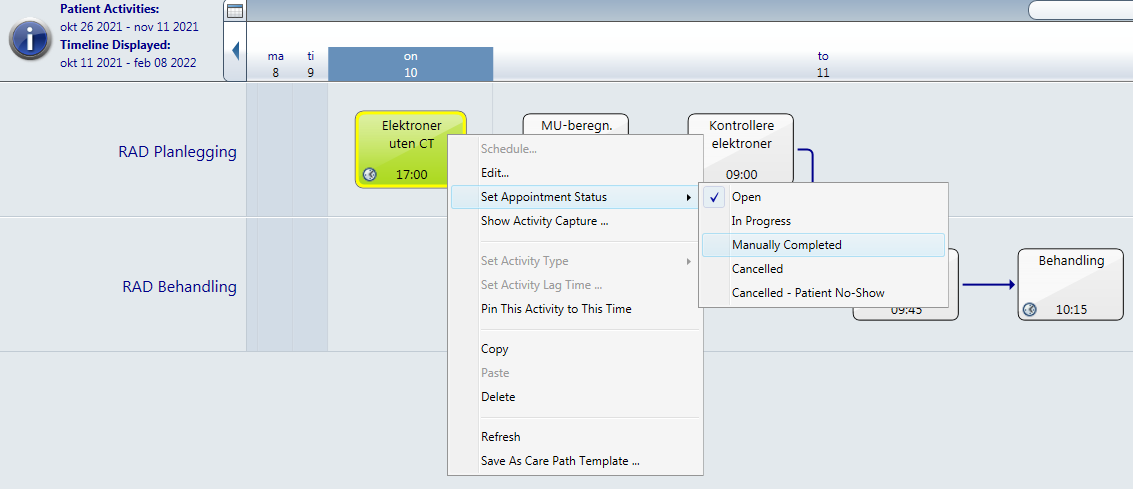 Patient Activities:
okt 26 2021 - nov 11 2021
Timeline Displayed:
okt 11 2021 - feb 08 2022
ma
8
ti
9
on
10
to
11
RAD Planlegging
Elektroner
uten CT
17:00
MU-beregn.
Kontrollere
elektroner
09:00
RAD Behandling
09:45
Behandling
10:15
Schedule...
Edit...
Set Appointment Status
Show Activity Capture ...
Set Activity Type
Set Activity Lag Time ...
Pin This Activity to This Time
Copy
Paste
Delete
Refresh
Save As Care Path Template ...
Open
In Progress
Manually Completed
Cancelled
Cancelled - Patient No-Show